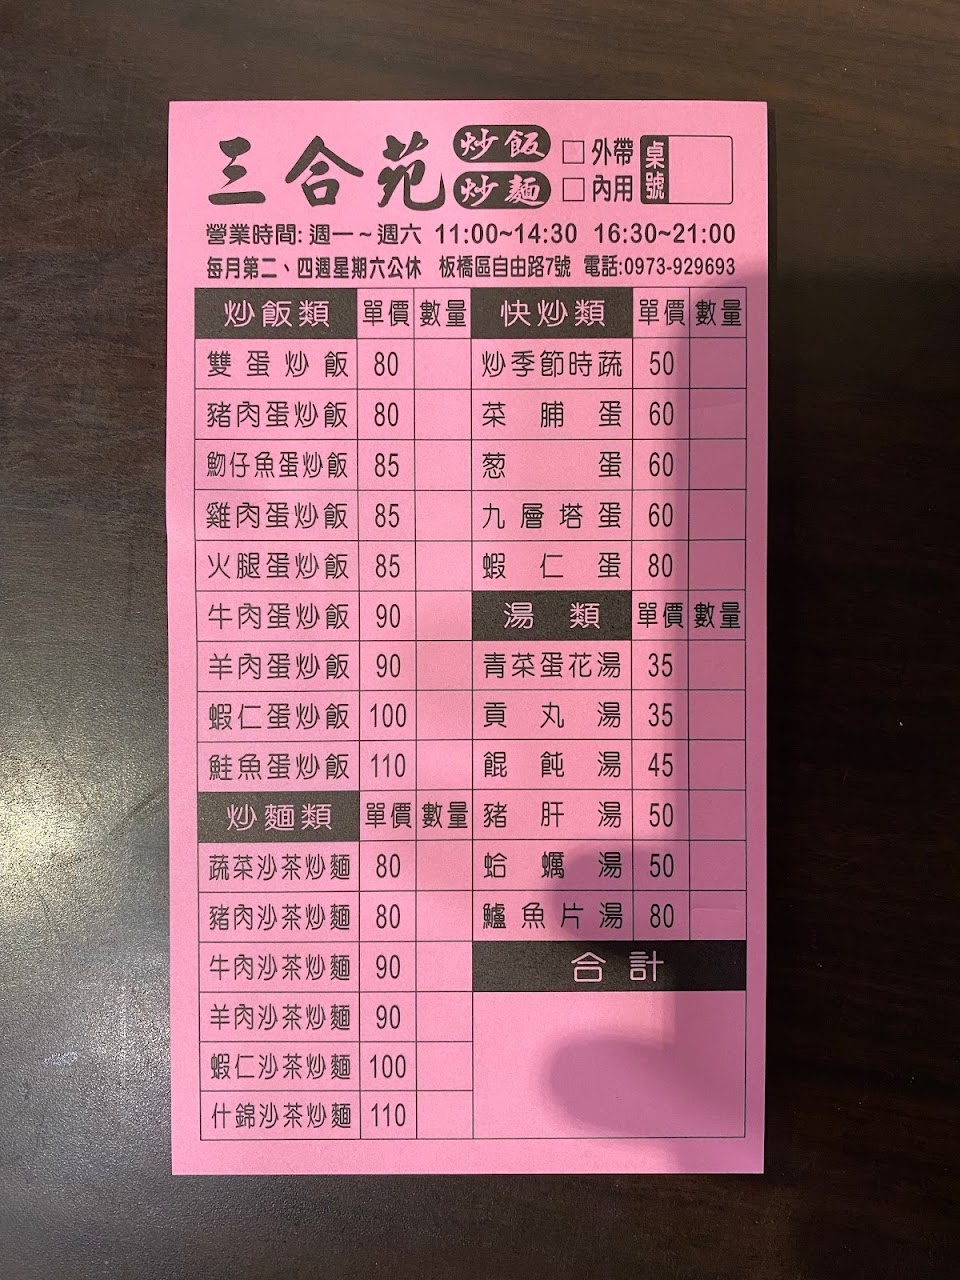 三合苑 炒飯 炒麵
□外帶 □內用 桌號
營業時間: 週一~週六 11:00~14:30 16:30~21:00
每月第二、四週星期六公休 板橋區自由路7號 電話:0973-929693
炒飯類 單價 數量
雙蛋炒飯 80
豬肉蛋炒飯 80
魩仔魚蛋炒飯 85
雞肉蛋炒飯 85
火腿蛋炒飯 85
牛肉蛋炒飯 90
羊肉蛋炒飯 90
蝦仁蛋炒飯 100
鮭魚蛋炒飯 110
炒麵類 單價 數量
蔬菜沙茶炒麵 80
豬肉沙茶炒麵 80
牛肉沙茶炒麵 90
羊肉沙茶炒麵 90
蝦仁沙茶炒麵 100
什錦沙茶炒麵 110
快炒類 單價 數量
炒季節時蔬 50
菜脯蛋 60
蔥蛋 60
九層塔蛋 60
蝦仁蛋 80
湯類 單價 數量
青菜蛋花湯 35
貢丸湯 35
餛飩湯 45
豬肝湯 50
蛤蠣湯 50
鱸魚片湯 80
合計